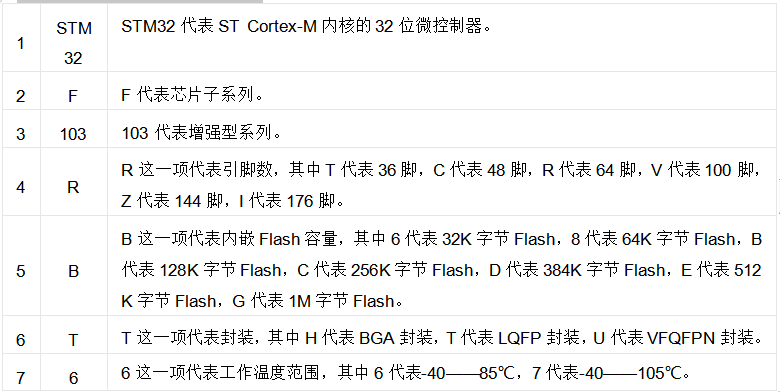 1 STM32 STM32 代表 ST Cortex-M 内核的 32 位微控制器。
2 F F 代表芯片子系列。
3 103 103 代表增强型系列。
4 R R 这一项代表引脚数，其中 T 代表 36 脚，C 代表 48 脚，R 代表 64 脚，V 代表 100 脚，
Z 代表 144 脚，I 代表 176 脚。
5 B B 这一项代表内嵌 Flash 容量，其中 6 代表 32K 字节 Flash，8 代表 64K 字节 Flash，B
代表 128K 字节 Flash，C 代表 256K 字节 Flash，D 代表 384K 字节 Flash，E 代表 512
K 字节 Flash，G 代表 1M 字节 Flash。
6 T T 这一项代表封装，其中 H 代表 BGA 封装，T 代表 LQFP 封装，U 代表 VFQFPN 封装。
7 6 6 这一项代表工作温度范围，其中 6 代表-40——85℃，7 代表-40——105℃。